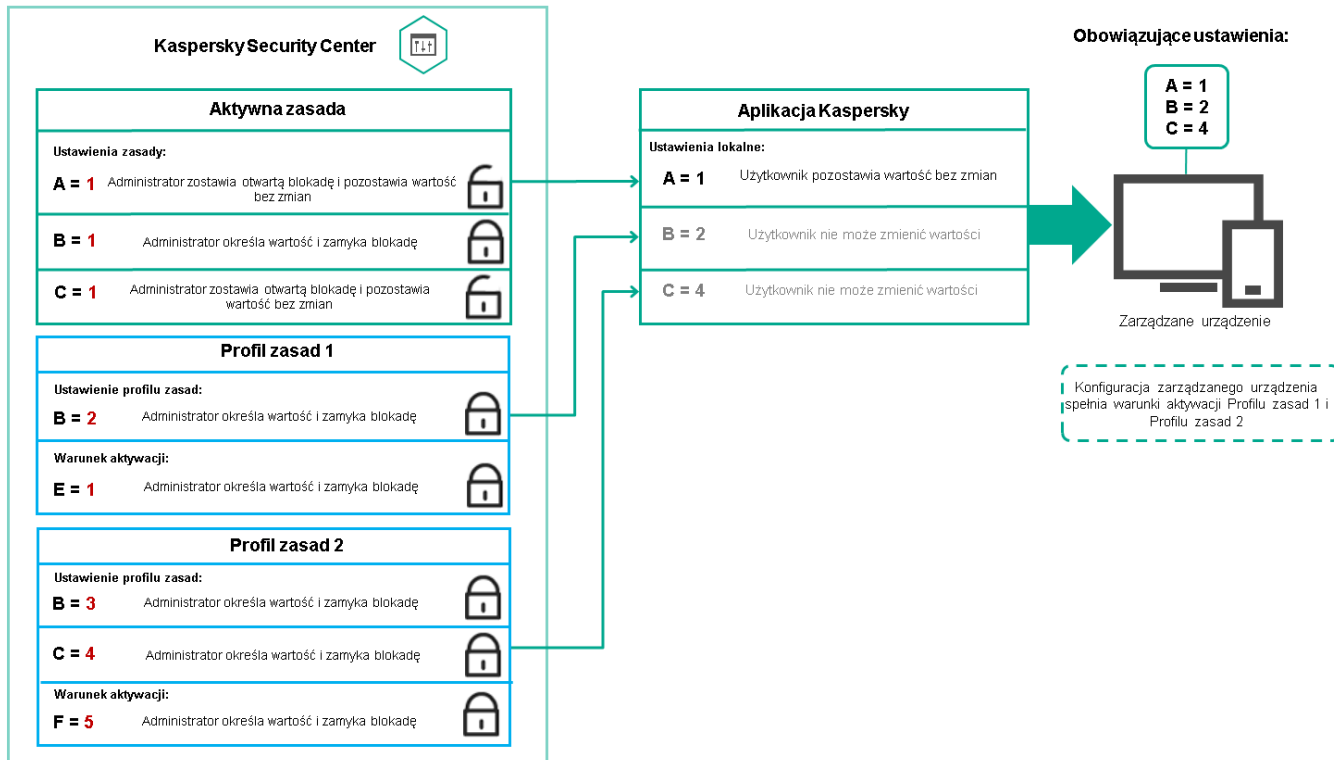 Kaspersky Security Center
Aktywna zasada
Ustawienia zasady:
A = 1 Administrator zostawia otwartą blokadę i pozostawia wartość
bez zmian
B = 1 Administrator określa wartość i zamyka blokadę
C = 1 Administrator zostawia otwartą blokadę i pozostawia
wartość bez zmian
Profil zasad 1
Ustawienie profilu zasad:
B = 2 Administrator określa wartość i zamyka blokadę
Warunek aktywacji:
E = 1 Administrator określa wartość i zamyka blokadę
Profil zasad 2
Ustawienie profilu zasad:
B = 3 Administrator określa wartość i zamyka blokadę
C = 4 Administrator określa wartość i zamyka blokadę
Warunek aktywacji:
F = 5 Administrator określa wartość i zamyka blokadę
Aplikacja Kaspersky
Ustawienia lokalne:
A = 1 Użytkownik pozostawia wartość bez zmian
B = 2 Użytkownik nie może zmienić wartości
C = 4 Użytkownik nie może zmienić wartości
Obowiązujące ustawienia:
A = 1
B = 2
C = 4
Zarządzane urządzenie
Konfiguracja zarządzanego urządzenia
spełnia warunki aktywacji Profilu zasad 1 i
Profilu zasad 2